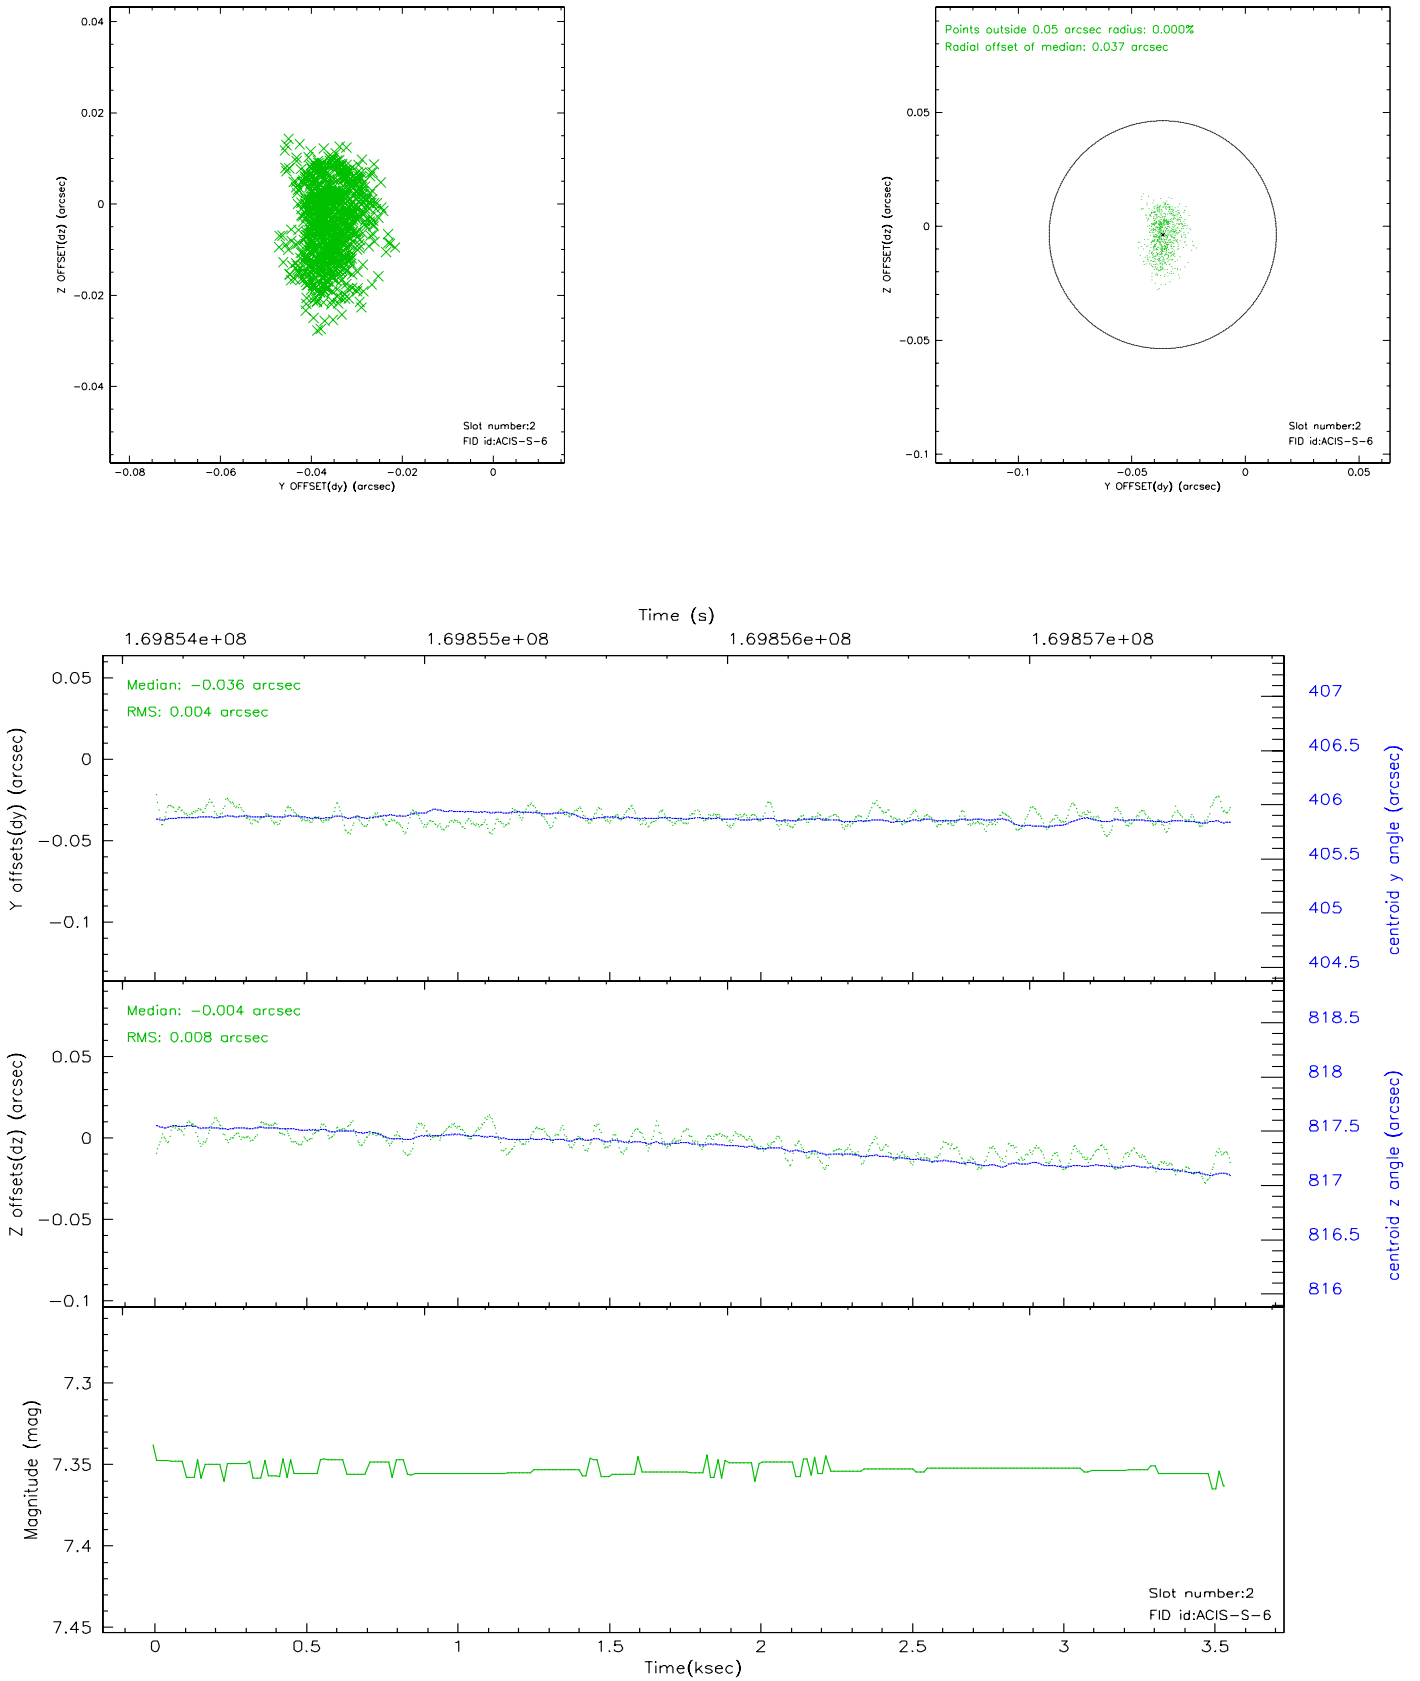 0.04
0.02
0
−0.02
−0.04
Z OFFSET(dz) (arcsec)
Slot number:2
FID id:ACIS−S−6
−0.08 −0.06 −0.04 −0.02 0
Y OFFSET(dy) (arcsec)
Points outside 0.05 arcsec radius: 0.000%
Radial offset of median: 0.037 arcsec
0.05
0
−0.05
−0.1
Z OFFSET(dz) (arcsec)
Slot number:2
FID id:ACIS−S−6
−0.1 −0.05 0 0.05
Y OFFSET(dy) (arcsec)
Time (s)
1.69854e+08 1.69855e+08 1.69856e+08 1.69857e+08
Median: −0.036 arcsec
RMS: 0.004 arcsec
0.05
0
−0.05
−0.1
Y offsets(dy) (arcsec)
407
406.5
406
405.5
405
404.5
centroid y angle (arcsec)
Median: −0.004 arcsec
RMS: 0.008 arcsec
0.05
0
−0.05
−0.1
Z offsets(dz) (arcsec)
818.5
818
817.5
817
816.5
816
centroid z angle (arcsec)
7.3
7.35
7.4
7.45
Magnitude (mag)
Slot number:2
FID id:ACIS−S−6
0 0.5 1 1.5 2 2.5 3 3.5
Time(ksec)